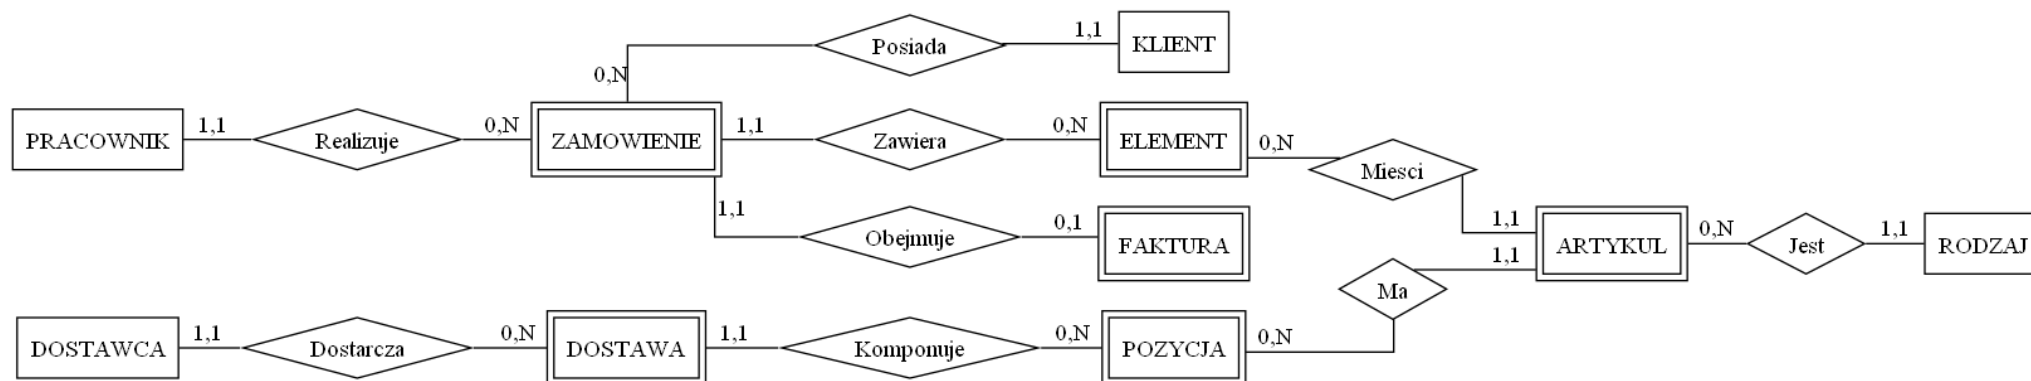 Posiada
1,1
KLIENT
0,N
PRACOWNIK
1,1
Realizuje
0,N
ZAMOWIENIE
1,1
Zawiera
0,N
ELEMENT
0,N
Miesci
1,1
1,1
Obejmuje
0,1
FAKTURA
1,1
ARTYKUL
0,N
Jest
1,1
RODZAJ
Ma
DOSTAWCA
1,1
Dostarcza
0,N
DOSTAWA
1,1
Komponuje
0,N
POZYCJA
0,N